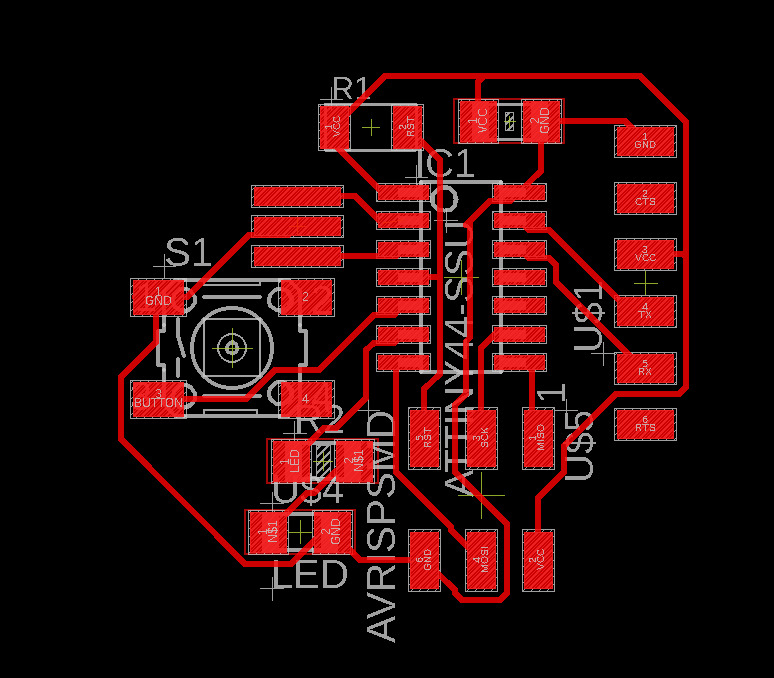 R1
1
VCC
2
RST
1
VCC
2
GND
1
GND
2
CTS
3
VCC
4
TX
5
RX
6
RTS
IC1
ATTINY44-SSU
S1
1
GND
2
3
BUTTON
4
U$1
R2
1
LED
2
N$1
U$4
1
N$1
2
GND
LED
AVRISPSMD
U$5
1
5
RST
3
SCK
1
MISO
6
GND
4
MOSI
2
VCC